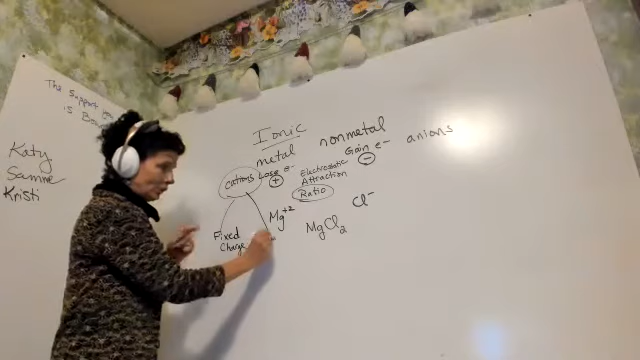 The Support
is
Katy
Samme
Kristi
Ionic
metal nonmetal
cations Lose e- Gain e- anions
+ Electrostatic Attraction -
Ratio
Mg+2 Cl-
Fixed Charge MgCl2